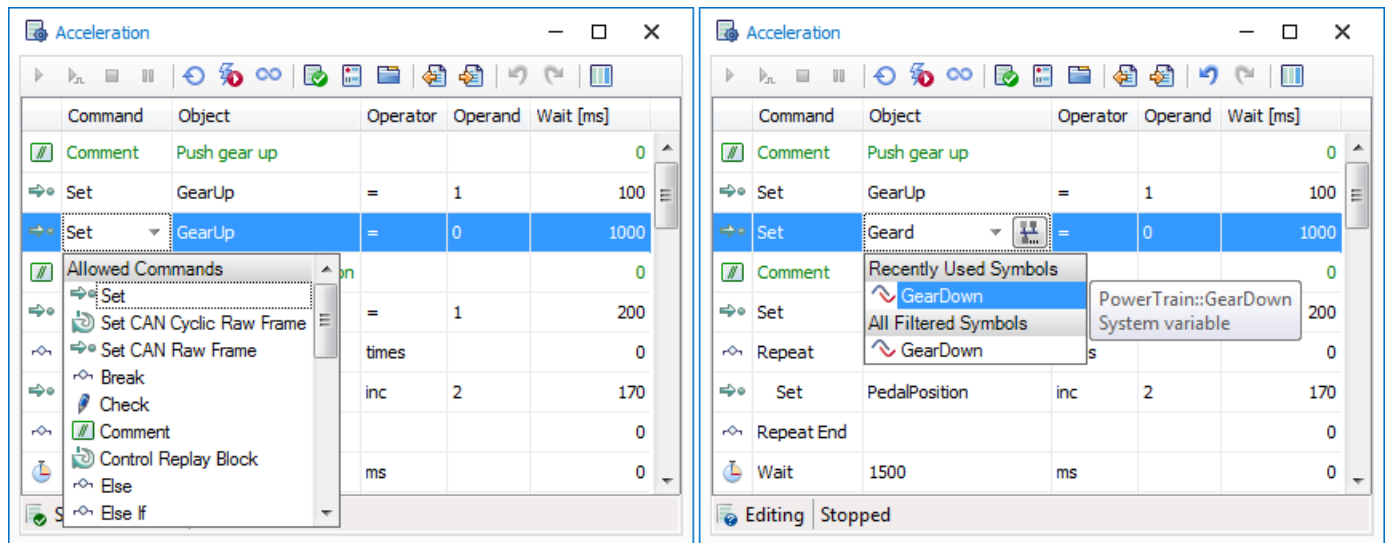 Acceleration
Command Object Operator Operand Wait [ms]
Comment Push gear up 0
Set GearUp = 1 100
Set GearUp = 0 1000
Allowed Commands on 0
Set
= 1 200
Set CAN Cyclic Raw Frame
Set CAN Raw Frame times 0
Break
Check inc 2 170
Comment 0
Control Replay Block
Else ms 0
Else If
S
Acceleration
Command Object Operator Operand Wait [ms]
Comment Push gear up 0
Set GearUp = 1 100
Set Geard = 0 1000
Comment Recently Used Symbols 0
GearDown
PowerTrain::GearDown
System variable
Set All Filtered Symbols 200
Repeat GearDown s 0
Set PedalPosition inc 2 170
Repeat End 0
Wait 1500 ms 0
Editing Stopped